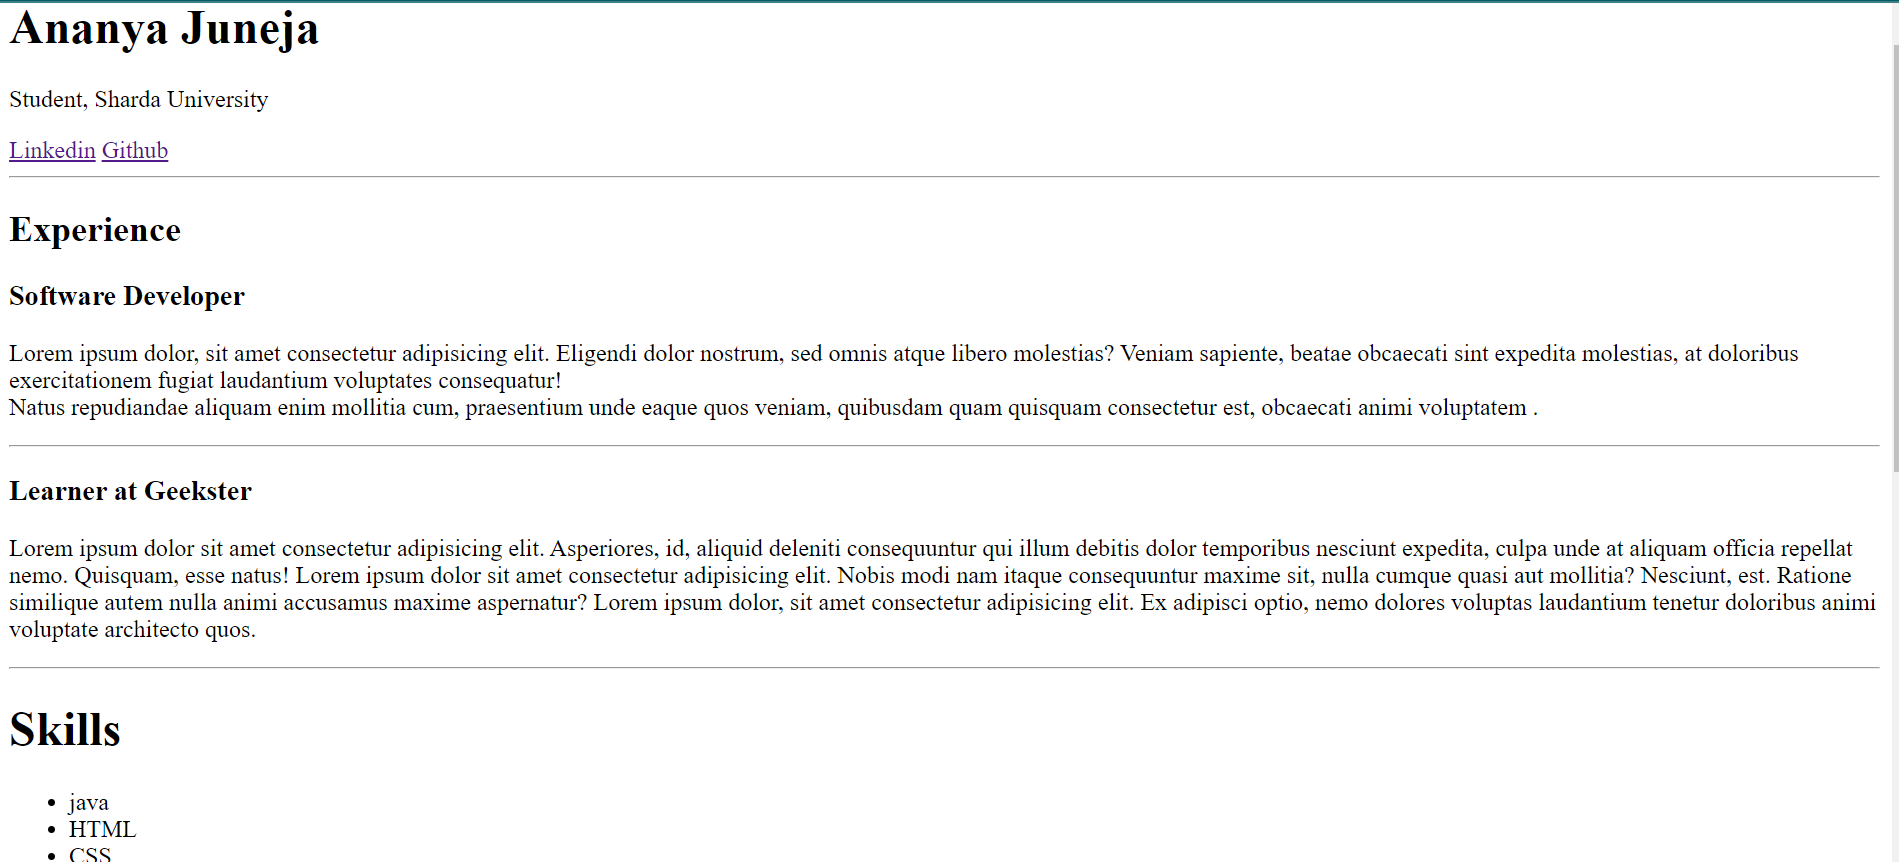 Ananya Juneja
Student, Sharda University
Linkedin Github
Experience
Software Developer
Lorem ipsum dolor, sit amet consectetur adipisicing elit. Eligendi dolor nostrum, sed omnis atque libero molestias? Veniam sapiente, beatae obcaecati sint expedita molestias, at doloribus
exercitationem fugiat laudantium voluptates consequatur!
Natus repudiandae aliquam enim mollitia cum, praesentium unde eaque quos veniam, quibusdam quam quisquam consectetur est, obcaecati animi voluptatem .
Learner at Geekster
Lorem ipsum dolor sit amet consectetur adipisicing elit. Asperiores, id, aliquid deleniti consequuntur qui illum debitis dolor temporibus nesciunt expedita, culpa unde at aliquam officia repellat
nemo. Quisquam, esse natus! Lorem ipsum dolor sit amet consectetur adipisicing elit. Nobis modi nam itaque consequuntur maxime sit, nulla cumque quasi aut mollitia? Nesciunt, est. Ratione
similique autem nulla animi accusamus maxime aspernatur? Lorem ipsum dolor, sit amet consectetur adipisicing elit. Ex adipisci optio, nemo dolores voluptas laudantium tenetur doloribus animi
voluptate architecto quos.
Skills
• java
• HTML
• CSS